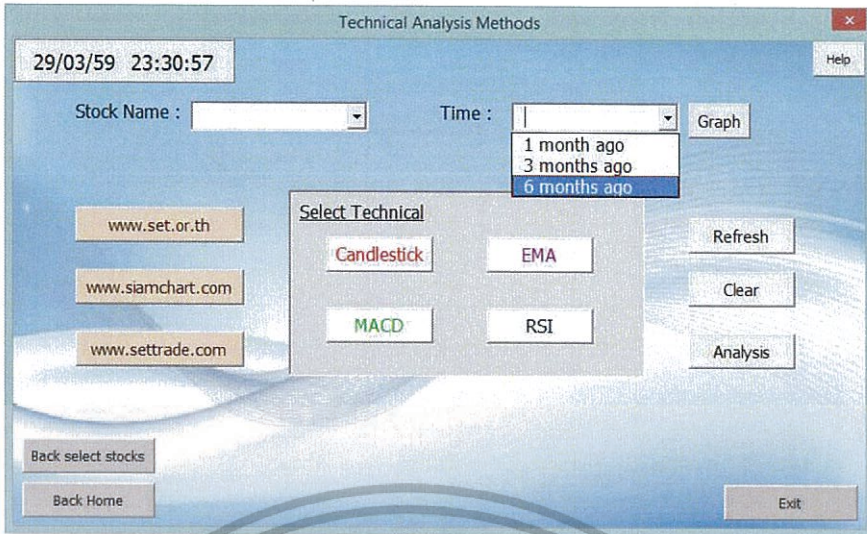 Technical Analysis Methods
29/03/59 23:30:57
Help
Stock Name :
Time :
Graph
1 month ago
3 months ago
6 months ago
Select Technical
www.set.or.th
Candlestick
EMA
Refresh
www.siamchart.com
Clear
MACD
RSI
www.settrade.com
Analysis
Back select stocks
Back Home
Exit